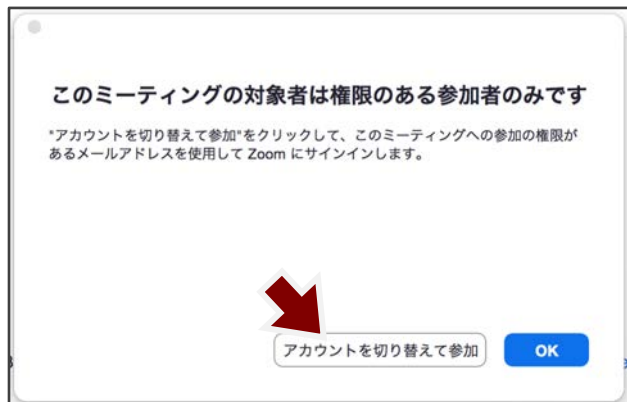 このミーティングの対象者は権限のある参加者のみです
"アカウントを切り替えて参加"をクリックして、このミーティングへの参加の権限が
あるメールアドレスを使用して Zoom にサインインします。
アカウントを切り替えて参加
OK